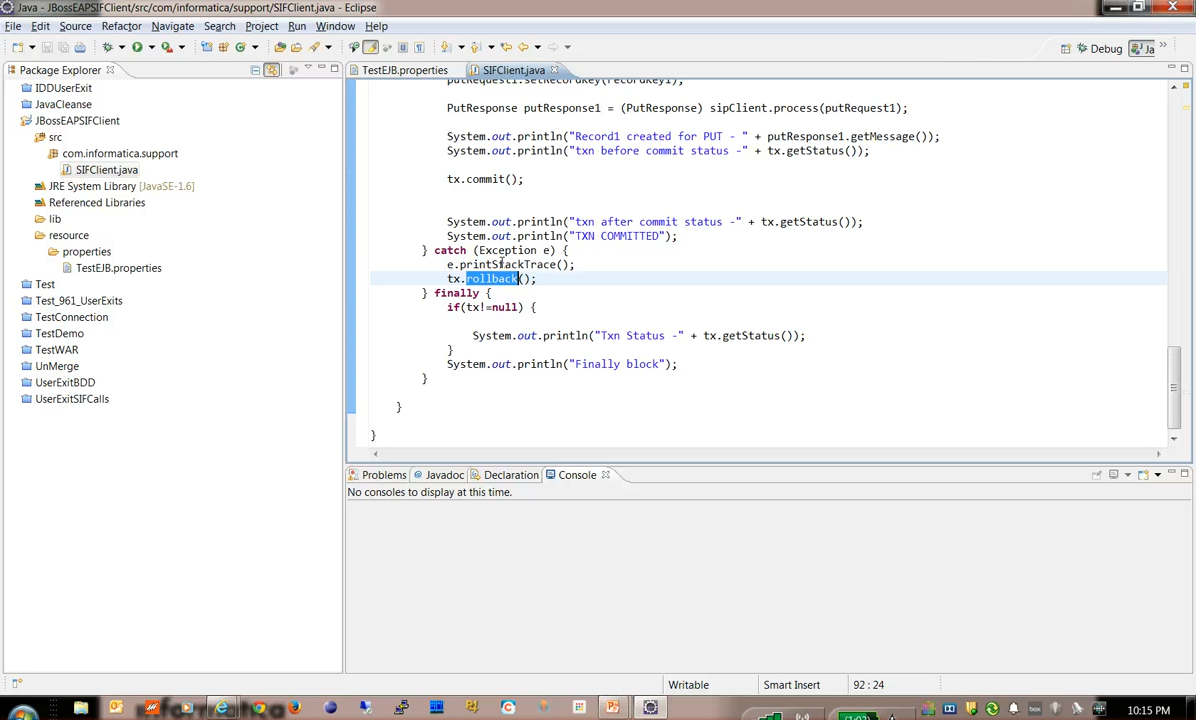 Java - JBossEAPSIFClient/src/com/informatica/support/SIFClient.java - Eclipse
File Edit Source Refactor Navigate Search Project Run Window Help
Debug Ja
Package Explorer
TestEJB.properties SIFClient.java
IDDUserExit
JavaCleanse
JBossEAPSIFClient
src
com.informatica.support
SIFClient.java
JRE System Library [JavaSE-1.6]
Referenced Libraries
lib
resource
properties
TestEJB.properties
Test
Test_961_UserExits
TestConnection
TestDemo
TestWAR
UnMerge
UserExitBDD
UserExitSIFCalls
putRequest1.setRecordKey(recordKey1);
PutResponse putResponse1 = (PutResponse) sipClient.process(putRequest1);
System.out.println("Record1 created for PUT - " + putResponse1.getMessage());
System.out.println("txn before commit status -" + tx.getStatus());
tx.commit();
System.out.println("txn after commit status -" + tx.getStatus());
System.out.println("TXN COMMITTED");
} catch (Exception e) {
e.printStackTrace();
tx.rollback();
} finally {
if(tx!=null) {
System.out.println("Txn Status -" + tx.getStatus());
}
System.out.println("Finally block");
}
}
}
Problems Javadoc Declaration Console
No consoles to display at this time.
Writable Smart Insert 92 : 24
10:15 PM